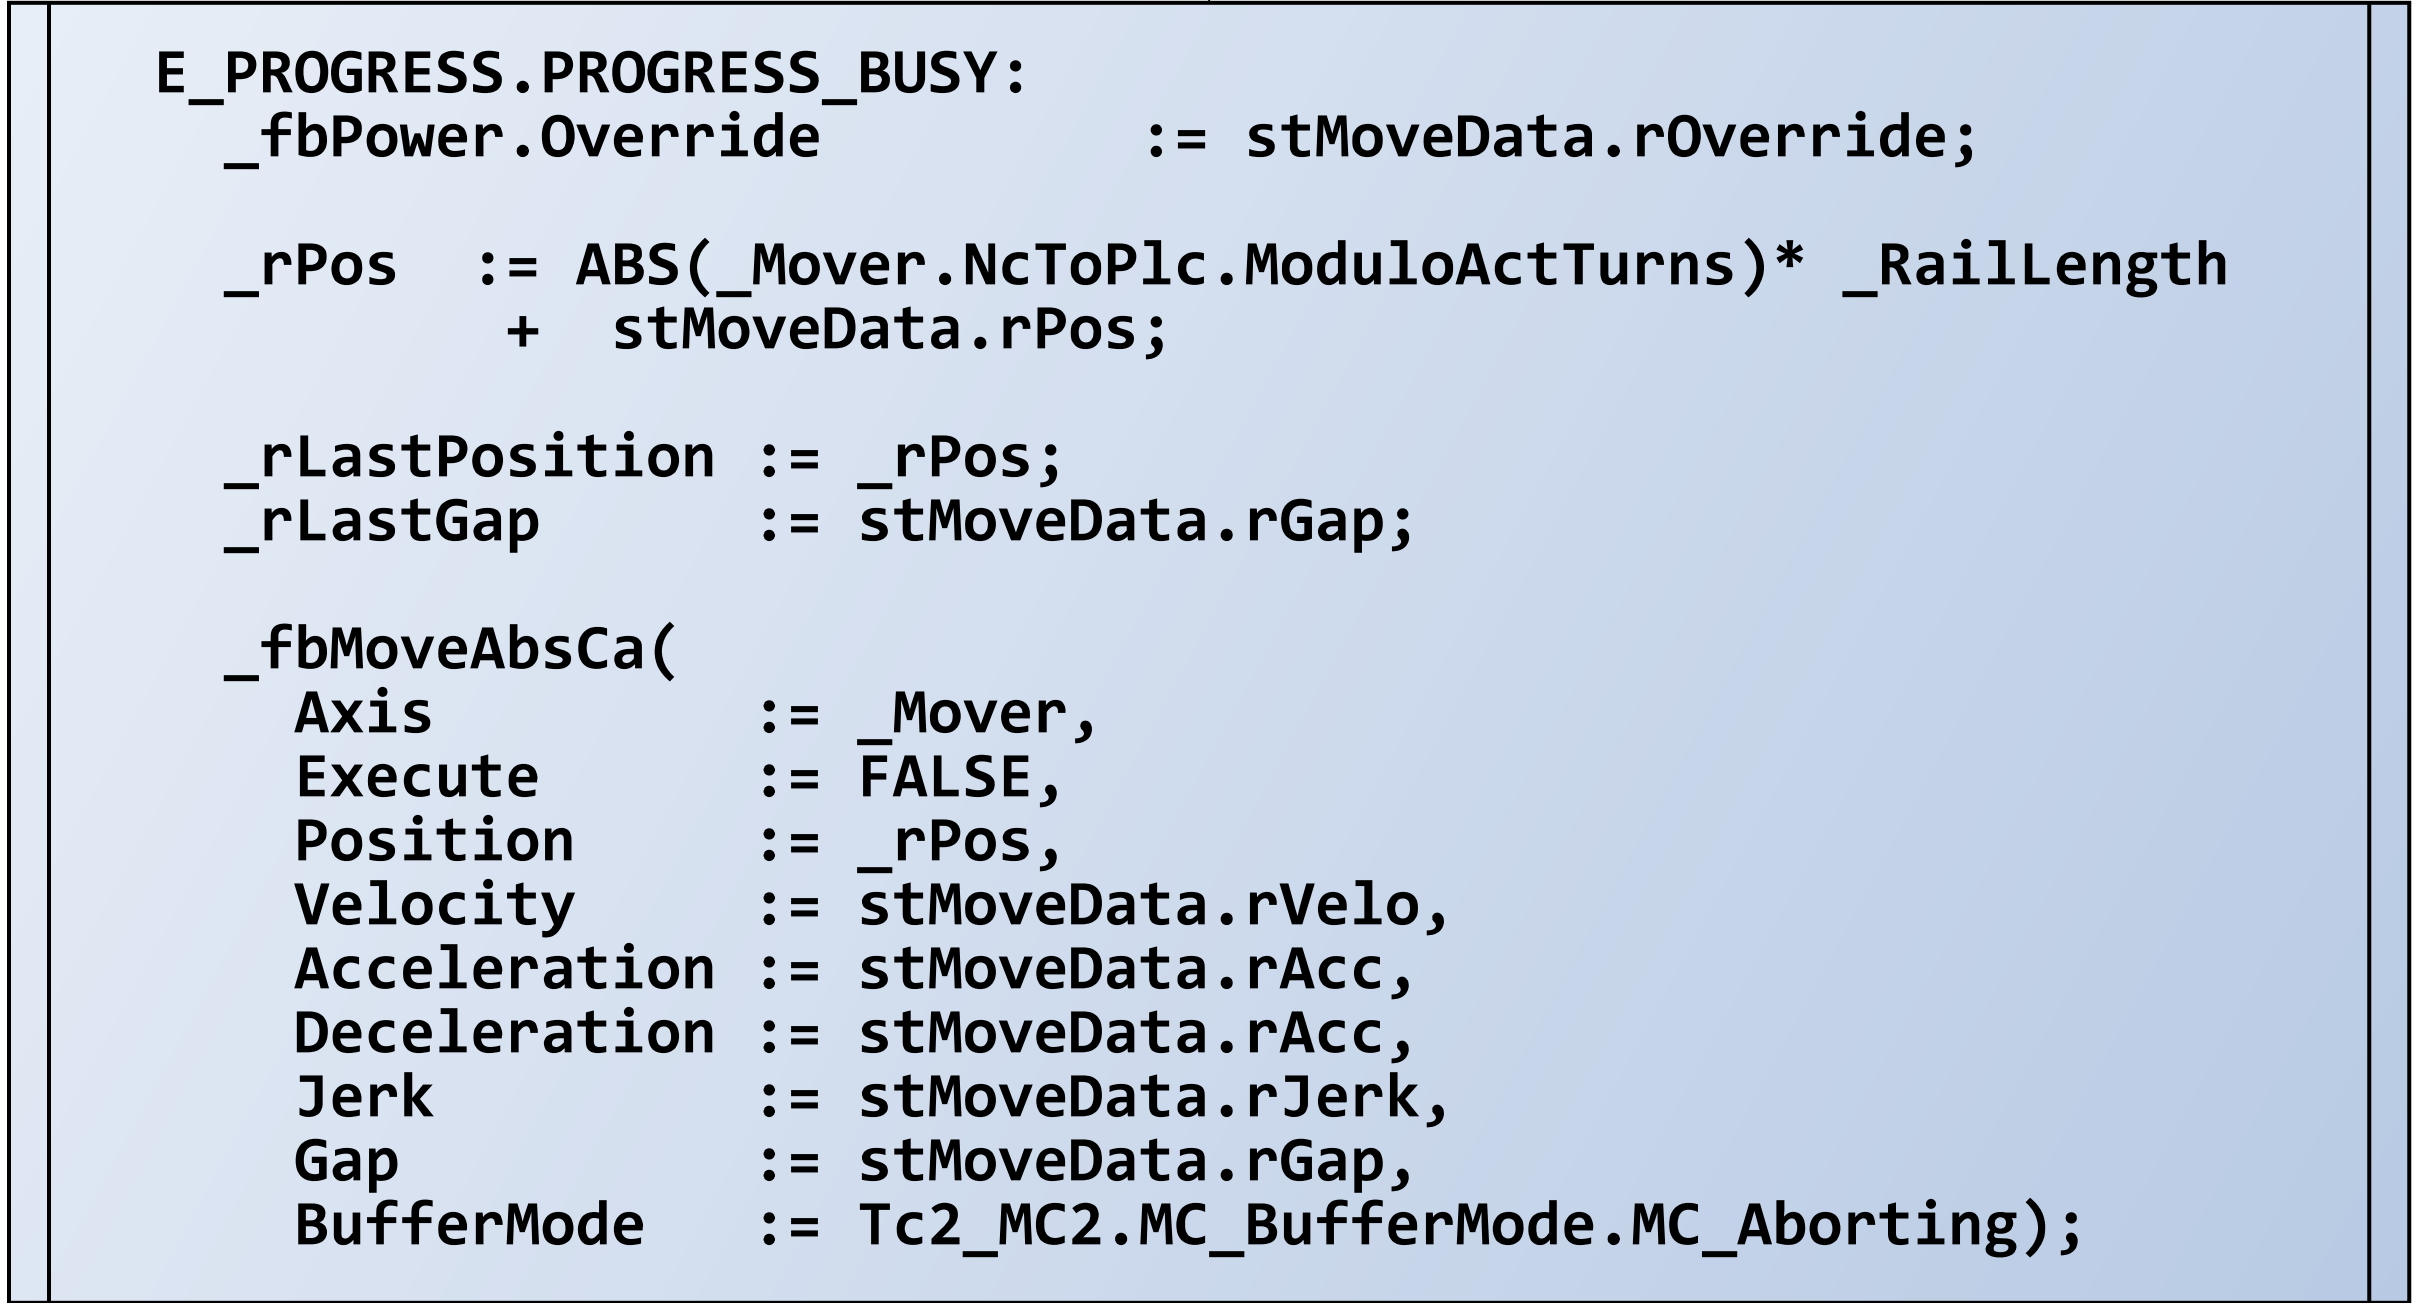 E_PROGRESS.PROGRESS_BUSY:
_fbPower.Override := stMoveData.rOverride;
_rPos := ABS(_Mover.NcToPlc.ModuloActTurns)* _RailLength
+ stMoveData.rPos;
_rLastPosition := _rPos;
_rLastGap := stMoveData.rGap;
_fbMoveAbsCa(
Axis := _Mover,
Execute := FALSE,
Position := _rPos,
Velocity := stMoveData.rVelo,
Acceleration := stMoveData.rAcc,
Deceleration := stMoveData.rAcc,
Jerk := stMoveData.rJerk,
Gap := stMoveData.rGap,
BufferMode := Tc2_MC2.MC_BufferMode.MC_Aborting);